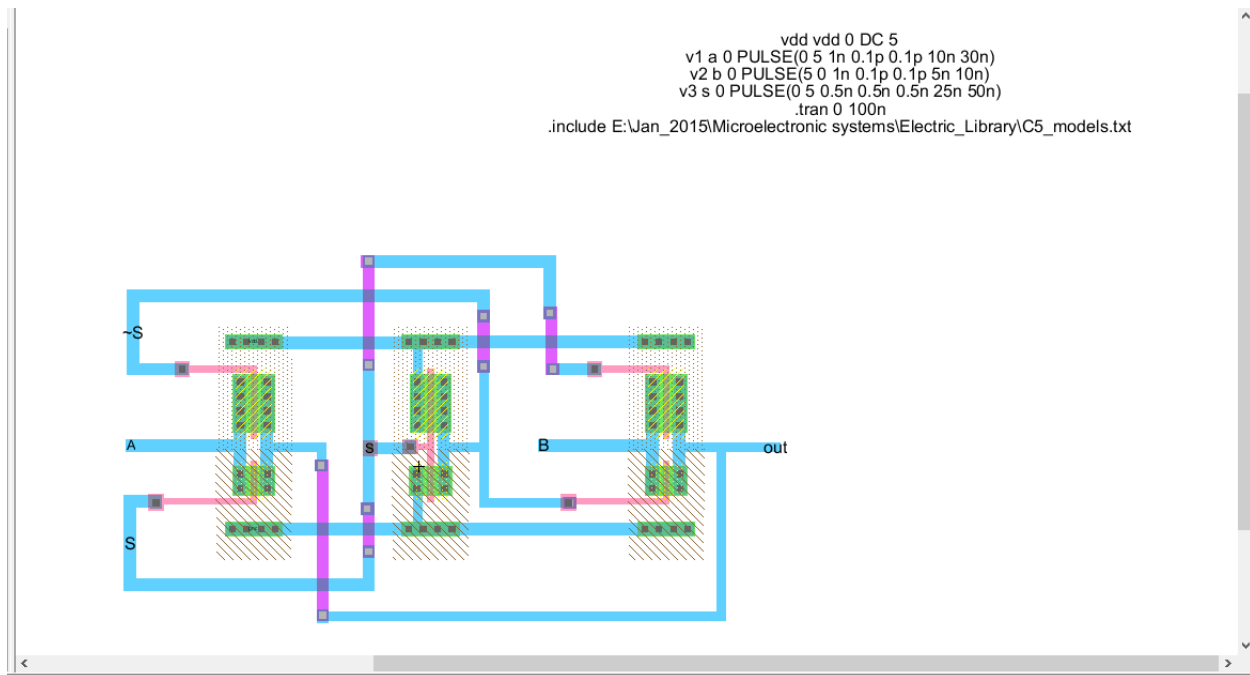 vdd vdd 0 DC 5
v1 a 0 PULSE(0 5 1n 0.1p 0.1p 10n 30n)
v2 b 0 PULSE(5 0 1n 0.1p 0.1p 5n 10n)
v3 s 0 PULSE(0 5 0.5n 0.5n 0.5n 25n 50n)
.tran 0 100n
.include E:\Jan_2015\Microelectronic systems\Electric_Library\C5_models.txt
~S
A
s
B
out
S